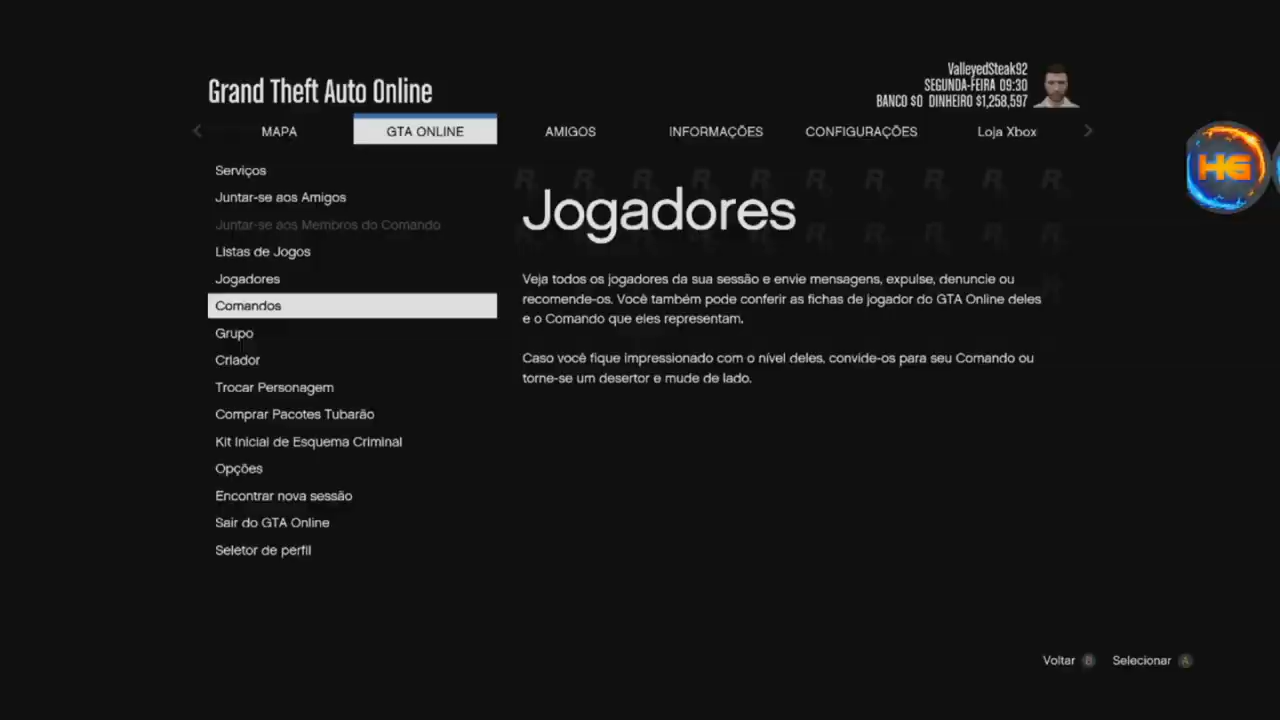 Grand Theft Auto Online
ValleyedSteak92
SEGUNDA-FEIRA 09:30
BANCO $0 DINHEIRO $1,258,597
MAPA
GTA ONLINE
AMIGOS
INFORMAÇÕES
CONFIGURAÇÕES
Loja Xbox
HG
Serviços
Juntar-se aos Amigos
Juntar-se aos Membros do Comando
Listas de Jogos
Jogadores
Comandos
Grupo
Criador
Trocar Personagem
Comprar Pacotes Tubarão
Kit Inicial de Esquema Criminal
Opções
Encontrar nova sessão
Sair do GTA Online
Seletor de perfil
Jogadores
Veja todos os jogadores da sua sessão e envie mensagens, expulse, denuncie ou
recomende-os. Você também pode conferir as fichas de jogador do GTA Online deles
e o Comando que eles representam.
Caso você fique impressionado com o nível deles, convide-os para seu Comando ou
torne-se um desertor e mude de lado.
Voltar B Selecionar A